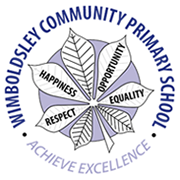 • WIMBOLDSLEY COMMUNITY PRIMARY SCHOOL •
HAPPINESS
OPPORTUNITY
EQUALITY
RESPECT
ACHIEVE EXCELLENCE